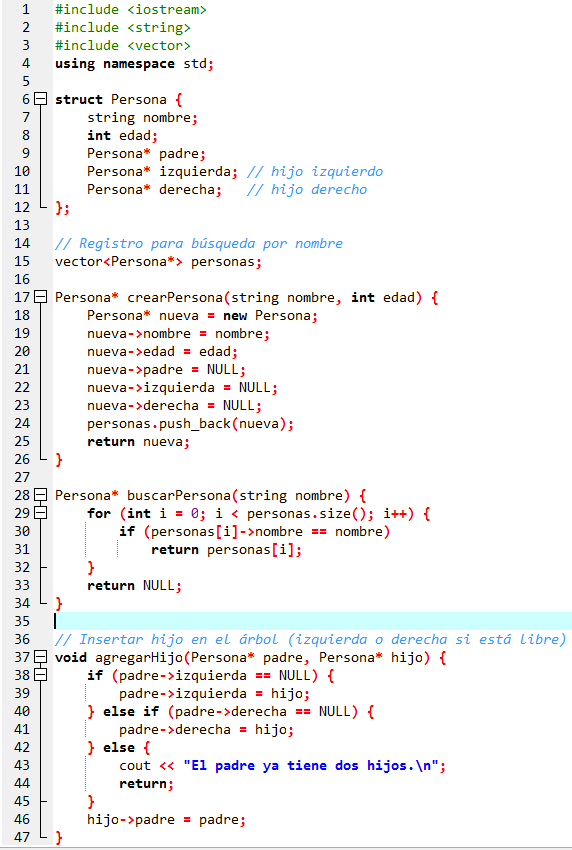 1 #include <iostream>
2 #include <string>
3 #include <vector>
4 using namespace std;
5
6 struct Persona {
7     string nombre;
8     int edad;
9     Persona* padre;
10     Persona* izquierda; // hijo izquierdo
11     Persona* derecha;   // hijo derecho
12 };
13
14 // Registro para búsqueda por nombre
15 vector<Persona*> personas;
16
17 Persona* crearPersona(string nombre, int edad) {
18     Persona* nueva = new Persona;
19     nueva->nombre = nombre;
20     nueva->edad = edad;
21     nueva->padre = NULL;
22     nueva->izquierda = NULL;
23     nueva->derecha = NULL;
24     personas.push_back(nueva);
25     return nueva;
26 }
27
28 Persona* buscarPersona(string nombre) {
29     for (int i = 0; i < personas.size(); i++) {
30         if (personas[i]->nombre == nombre)
31             return personas[i];
32     }
33     return NULL;
34 }
35
36 // Insertar hijo en el árbol (izquierda o derecha si está libre)
37 void agregarHijo(Persona* padre, Persona* hijo) {
38     if (padre->izquierda == NULL) {
39         padre->izquierda = hijo;
40     } else if (padre->derecha == NULL) {
41         padre->derecha = hijo;
42     } else {
43         cout << "El padre ya tiene dos hijos.\n";
44         return;
45     }
46     hijo->padre = padre;
47 }